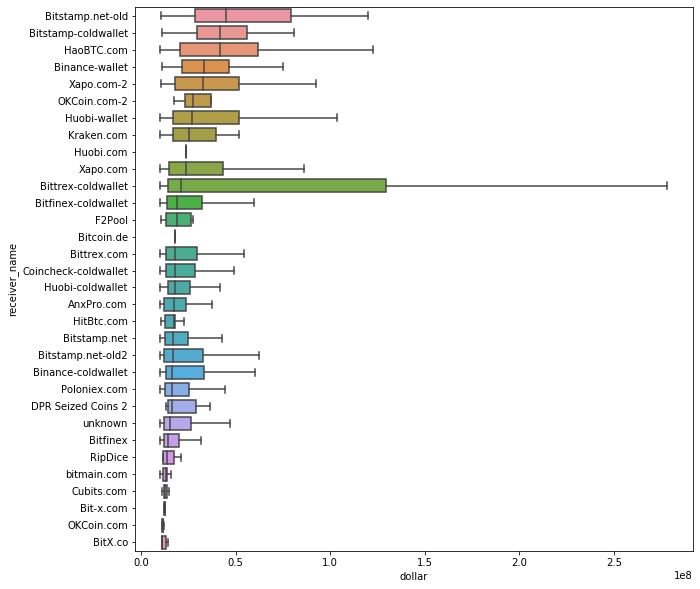 Bitstamp.net-old
Bitstamp-coldwallet
HaoBTC.com
Binance-wallet
Xapo.com-2
OKCoin.com-2
Huobi-wallet
Kraken.com
Huobi.com
Xapo.com
Bittrex-coldwallet
Bitfinex-coldwallet
F2Pool
Bitcoin.de
Bittrex.com
Coincheck-coldwallet
Huobi-coldwallet
AnxPro.com
HitBtc.com
Bitstamp.net
Bitstamp.net-old2
Binance-coldwallet
Poloniex.com
DPR Seized Coins 2
unknown
Bitfinex
RipDice
bitmain.com
Cubits.com
Bit-x.com
OKCoin.com
BitX.co
receiver_name
0.0 0.5 1.0 1.5 2.0 2.5
dollar
1e8